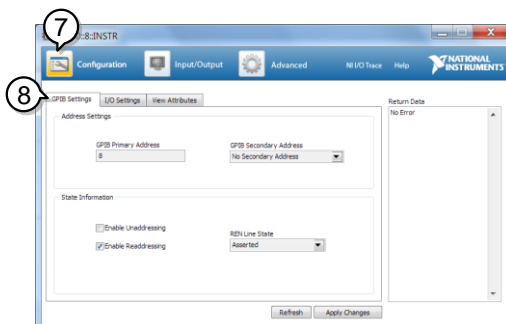 7
::8::INSTR
Configuration
Input/Output
Advanced
NI I/O Trace
Help
NATIONAL
INSTRUMENTS
8
GPIB Settings
I/O Settings
View Attributes
Return Data
No Error
Address Settings
GPIB Primary Address
8
GPIB Secondary Address
No Secondary Address
State Information
Enable Unaddressing
Enable Readdressing
REN Line State
Asserted
Refresh
Apply Changes